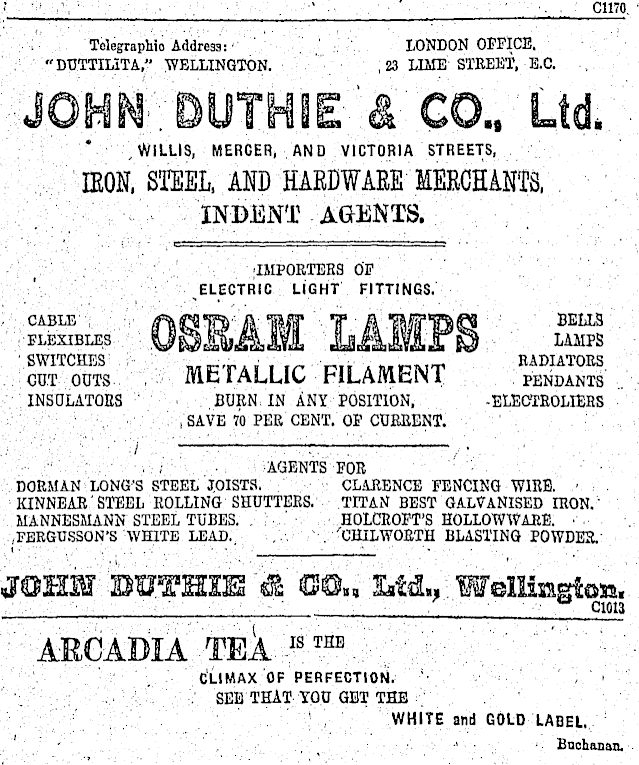 C1170
Telegraphic Address:
"DUTTILITA," WELLINGTON.
LONDON OFFICE,
23 LIME STREET, E.C.
JOHN DUTHIE & CO., Ltd.
WILLIS, MERCER, AND VICTORIA STREETS,
IRON, STEEL, AND HARDWARE MERCHANTS,
INDENT AGENTS.
IMPORTERS OF
ELECTRIC LIGHT FITTINGS.
CABLE
FLEXIBLES
SWITCHES
CUT OUTS
INSULATORS
OSRAM LAMPS
METALLIC FILAMENT
BURN IN ANY POSITION,
SAVE 70 PER CENT. OF CURRENT.
BELLS
LAMPS
RADIATORS
PENDANTS
ELECTROLIERS
AGENTS FOR
DORMAN LONG'S STEEL JOISTS.
KINNEAR STEEL ROLLING SHUTTERS.
MANNESMANN STEEL TUBES.
FERGUSSON'S WHITE LEAD.
CLARENCE FENCING WIRE.
TITAN BEST GALVANISED IRON.
HOLCROFT'S HOLLOWWARE.
CHILWORTH BLASTING POWDER.
JOHN DUTHIE & CO., Ltd., Wellington.
C1013
ARCADIA TEA IS THE
CLIMAX OF PERFECTION.
SEE THAT YOU GET THE
WHITE and GOLD LABEL.
Buchanan.